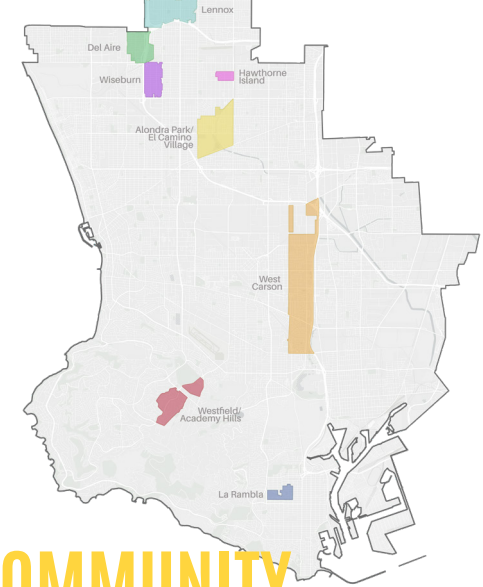 Lennox
Del Aire
Wiseburn
Hawthorne
Island
Alondra Park/
El Camino
Village
West
Carson
Westfield/
Academy Hills
La Rambla
OMMUNITY